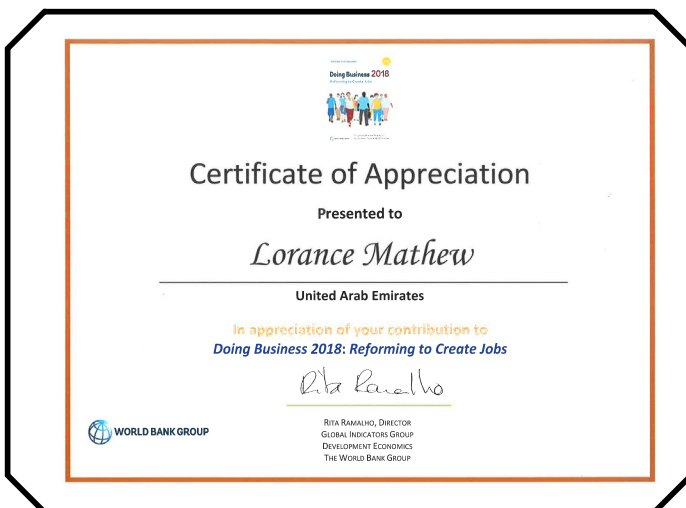 Doing Business 2018
Reforming to Create Jobs
Certificate of Appreciation
Presented to
Lorance Mathew
United Arab Emirates
In appreciation of your contribution to
Doing Business 2018: Reforming to Create Jobs
Rita Ramalho
RITA RAMALHO, DIRECTOR
GLOBAL INDICATORS GROUP
DEVELOPMENT ECONOMICS
THE WORLD BANK GROUP
WORLD BANK GROUP